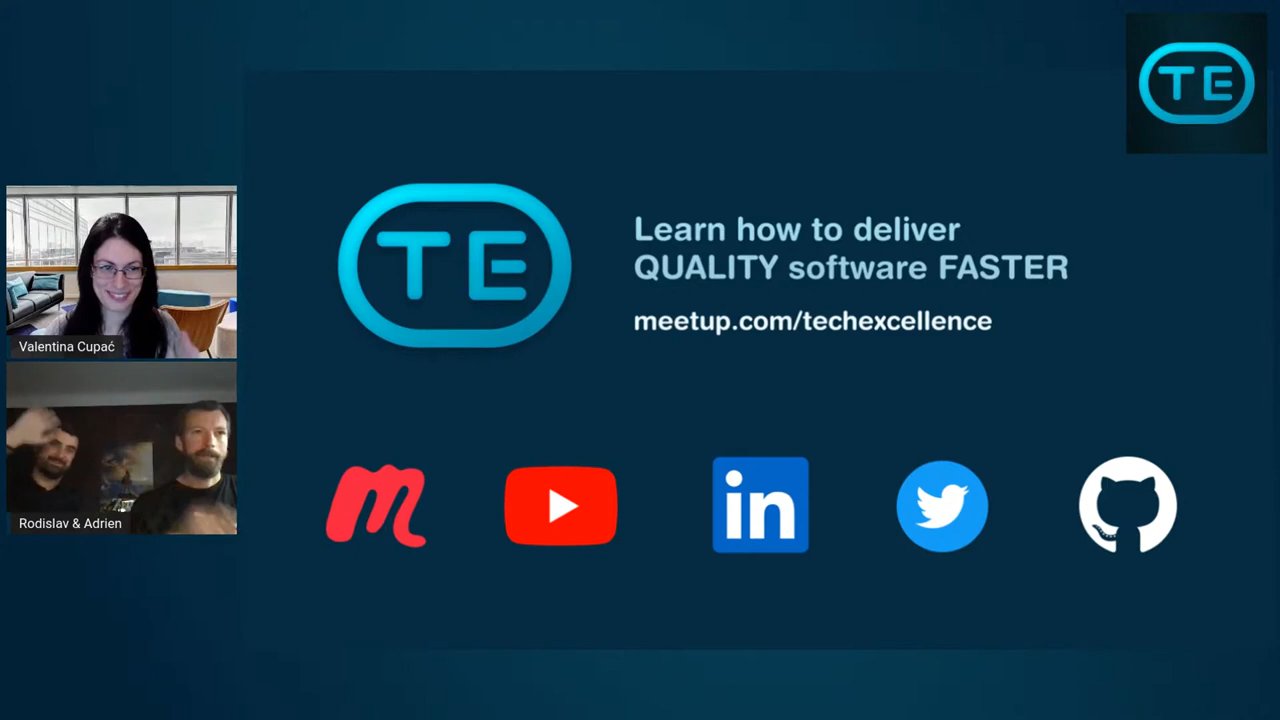 TE
TE
Learn how to deliver
QUALITY software FASTER
meetup.com/techexcellence
Valentina Cupać
Rodislav & Adrien
m
in